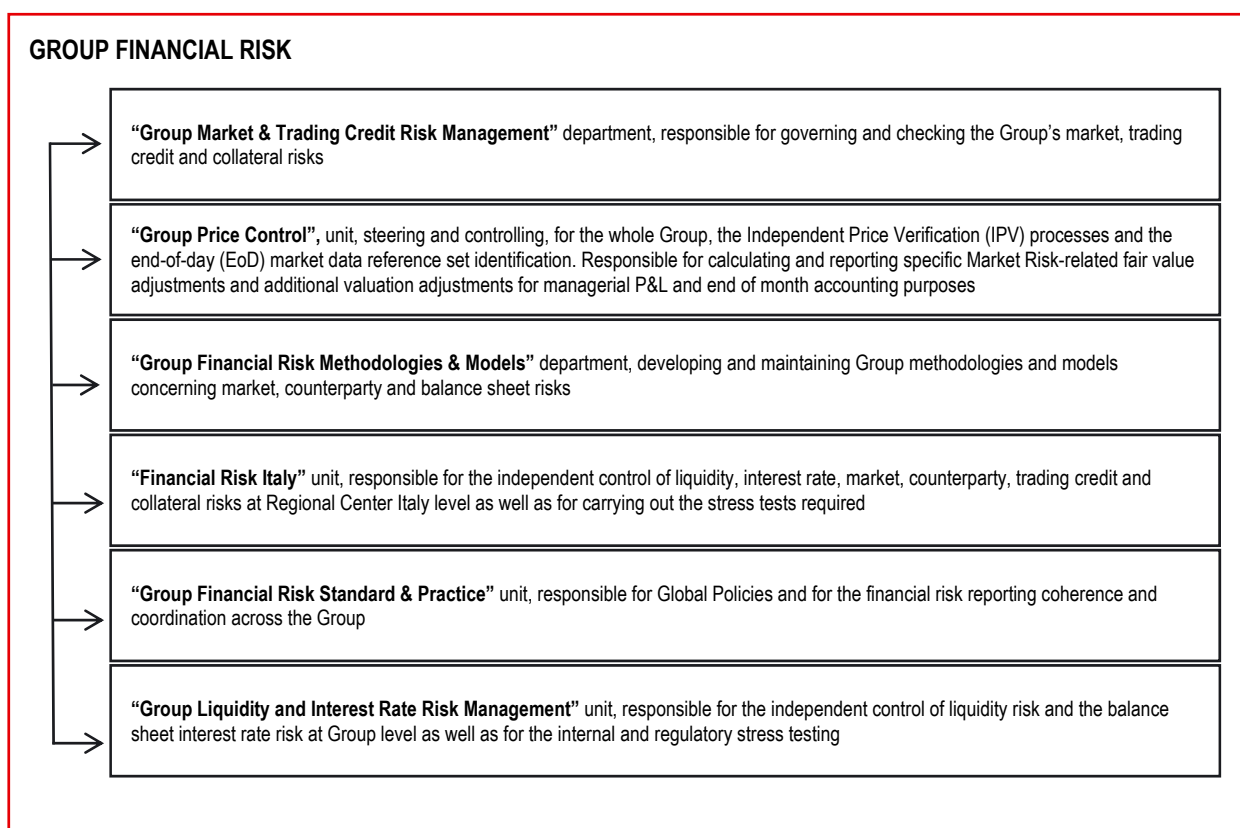 GROUP FINANCIAL RISK
“Group Market & Trading Credit Risk Management” department, responsible for governing and checking the Group’s market, trading
credit and collateral risks
“Group Price Control”, unit, steering and controlling, for the whole Group, the Independent Price Verification (IPV) processes and the
end-of-day (EoD) market data reference set identification. Responsible for calculating and reporting specific Market Risk-related fair value
adjustments and additional valuation adjustments for managerial P&L and end of month accounting purposes
“Group Financial Risk Methodologies & Models” department, developing and maintaining Group methodologies and models
concerning market, counterparty and balance sheet risks
“Financial Risk Italy” unit, responsible for the independent control of liquidity, interest rate, market, counterparty, trading credit and
collateral risks at Regional Center Italy level as well as for carrying out the stress tests required
“Group Financial Risk Standard & Practice” unit, responsible for Global Policies and for the financial risk reporting coherence and
coordination across the Group
“Group Liquidity and Interest Rate Risk Management” unit, responsible for the independent control of liquidity risk and the balance
sheet interest rate risk at Group level as well as for the internal and regulatory stress testing